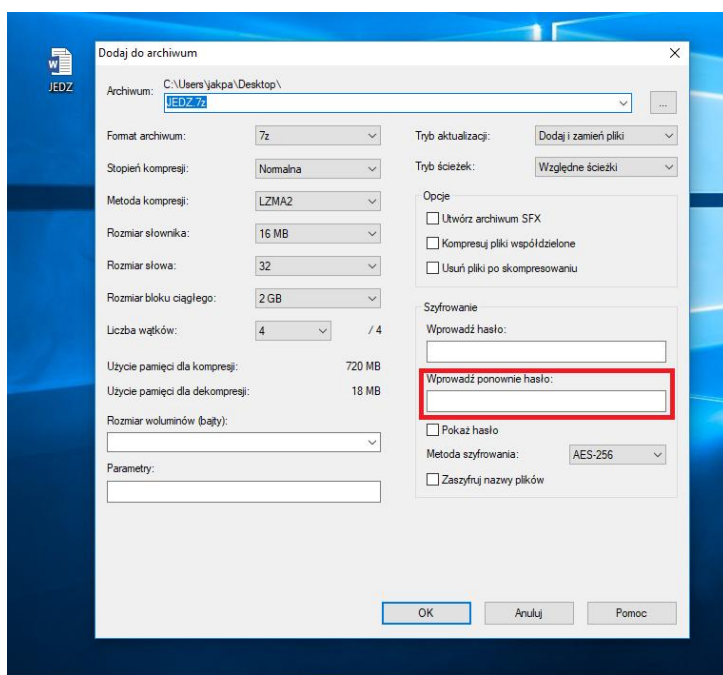 JEDZ
Dodaj do archiwum
Archiwum: C:\Users\jakpa\Desktop\
JEDZ.7z
...
Format archiwum: 7z
Stopień kompresji: Normalna
Metoda kompresji: LZMA2
Rozmiar słownika: 16 MB
Rozmiar słowa: 32
Rozmiar bloku ciągłego: 2 GB
Liczba wątków: 4 / 4
Użycie pamięci dla kompresji: 720 MB
Użycie pamięci dla dekompresji: 18 MB
Rozmiar woluminów (bajty):
Parametry:
Tryb aktualizacji: Dodaj i zamień pliki
Tryb ścieżek: Względne ścieżki
Opcje
Utwórz archiwum SFX
Kompresuj pliki współdzielone
Usuń pliki po skompresowaniu
Szyfrowanie
Wprowadź hasło:
Wprowadź ponownie hasło:
Pokaż hasło
Metoda szyfrowania: AES-256
Zaszyfruj nazwy plików
OK Anuluj Pomoc